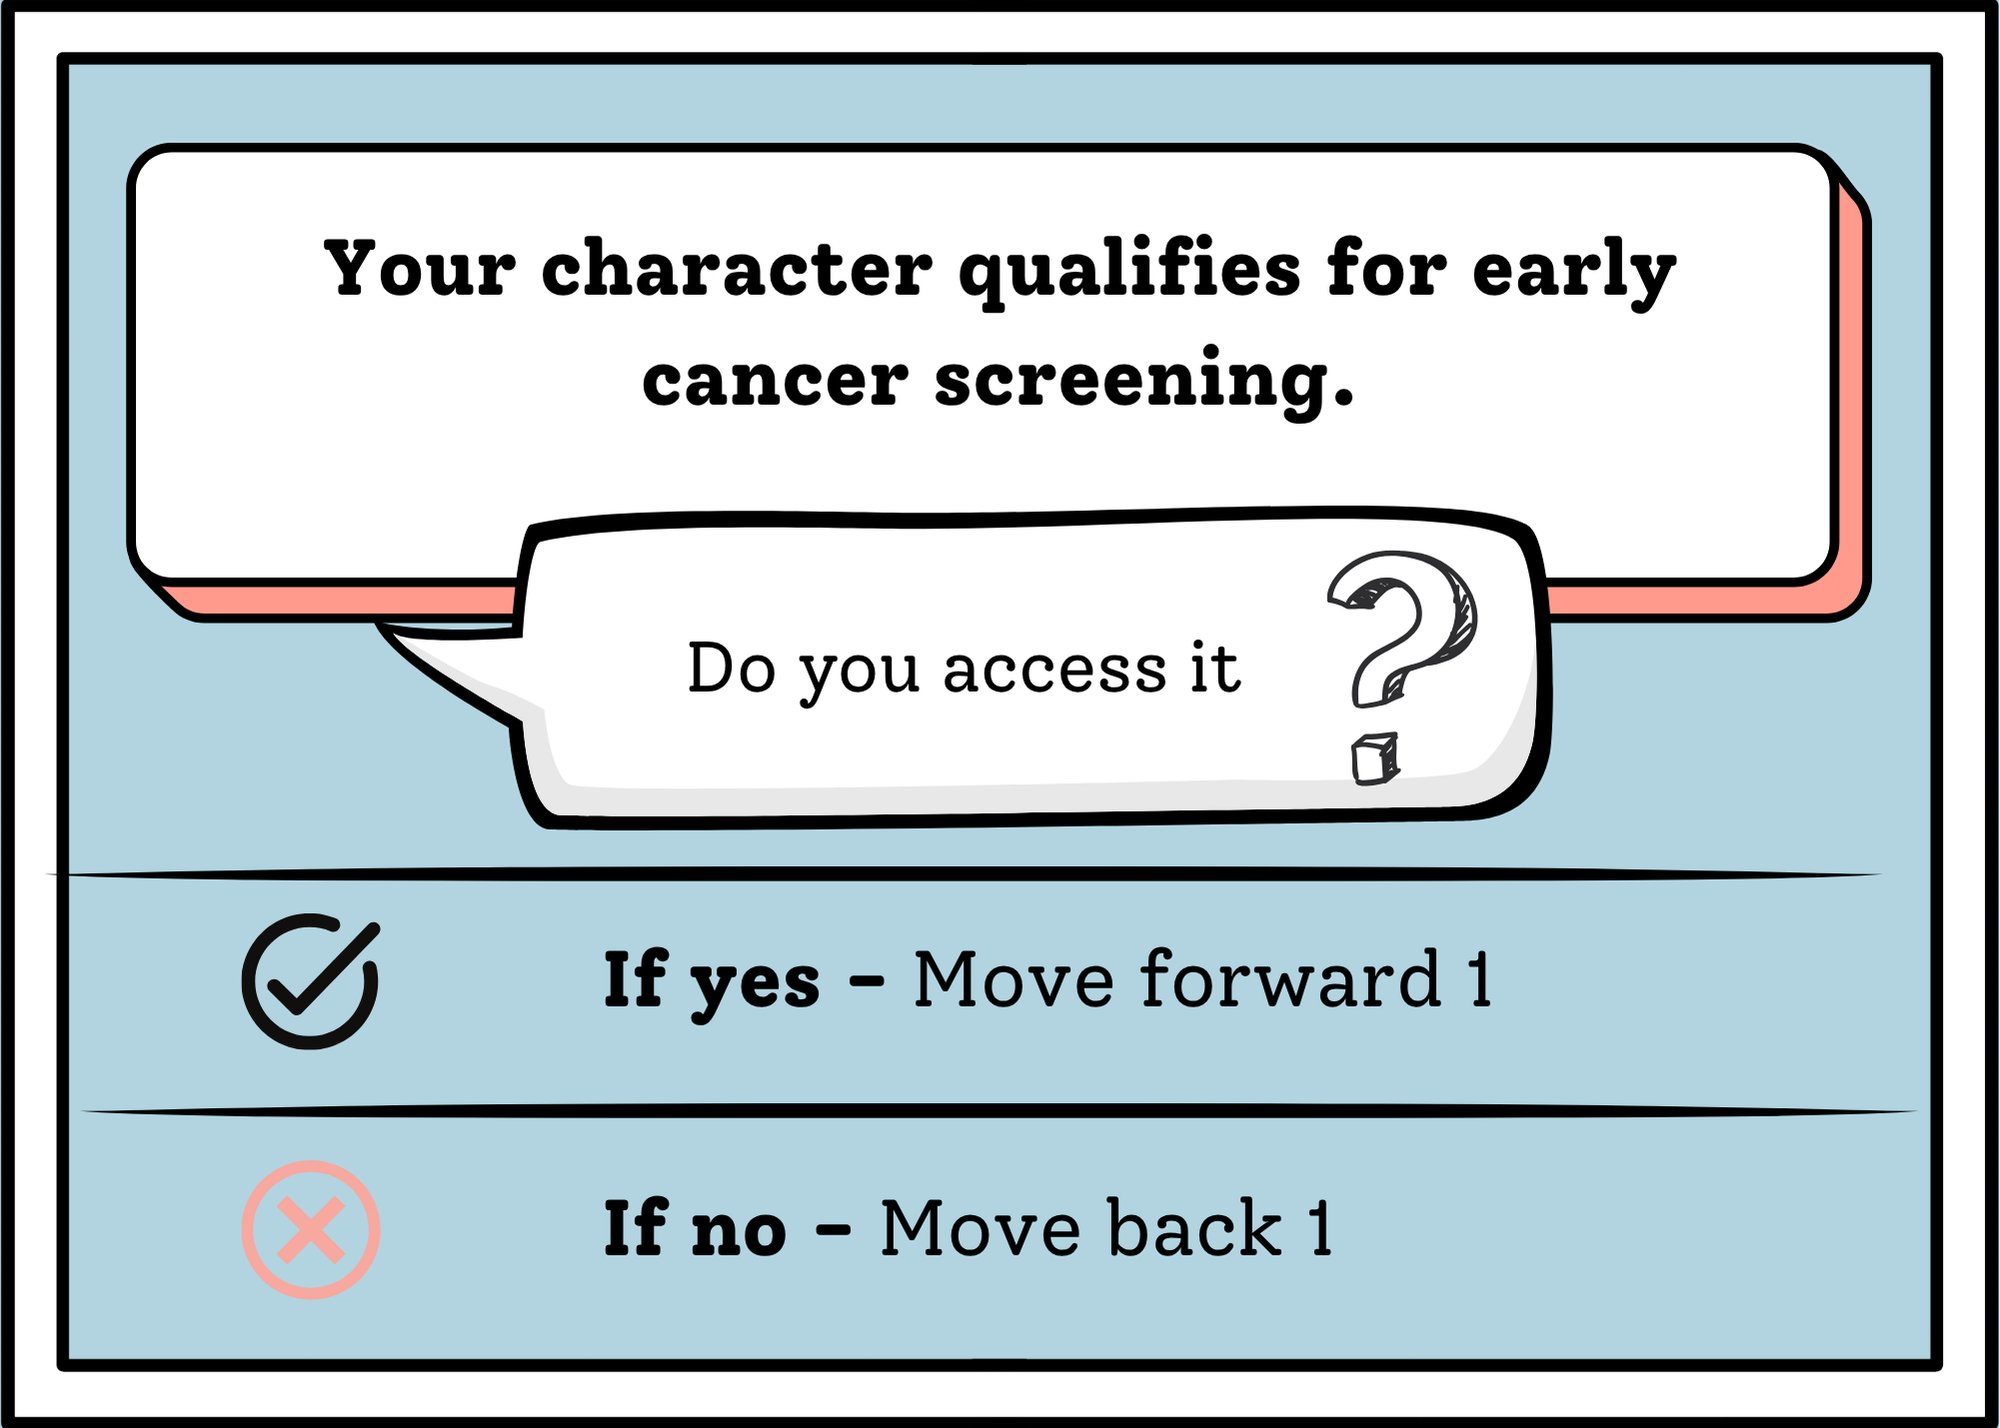 Your character qualifies for early
cancer screening.
Do you access it ?
If yes - Move forward 1
If no - Move back 1